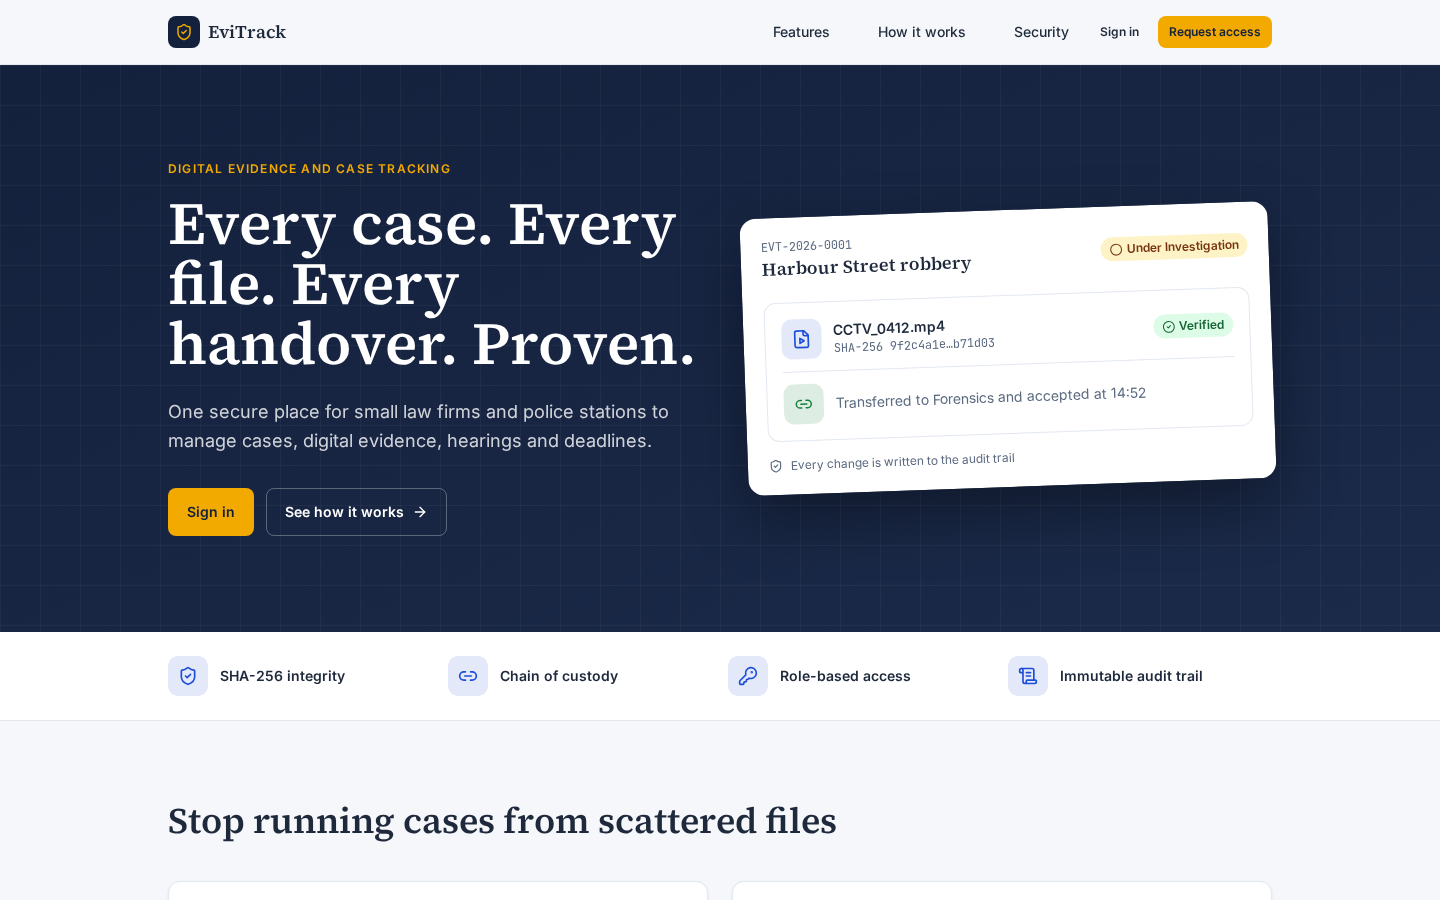 EviTrack
Features
How it works
Security
Sign in
Request access
DIGITAL EVIDENCE AND CASE TRACKING
Every case. Every
file. Every
handover. Proven.
One secure place for small law firms and police stations to
manage cases, digital evidence, hearings and deadlines.
Sign in
See how it works
EVT-2026-0001
Harbour Street robbery
Under Investigation
CCTV_0412.mp4
SHA-256 9f2c4a1e…b71d03
Verified
Transferred to Forensics and accepted at 14:52
Every change is written to the audit trail
SHA-256 integrity
Chain of custody
Role-based access
Immutable audit trail
Stop running cases from scattered files